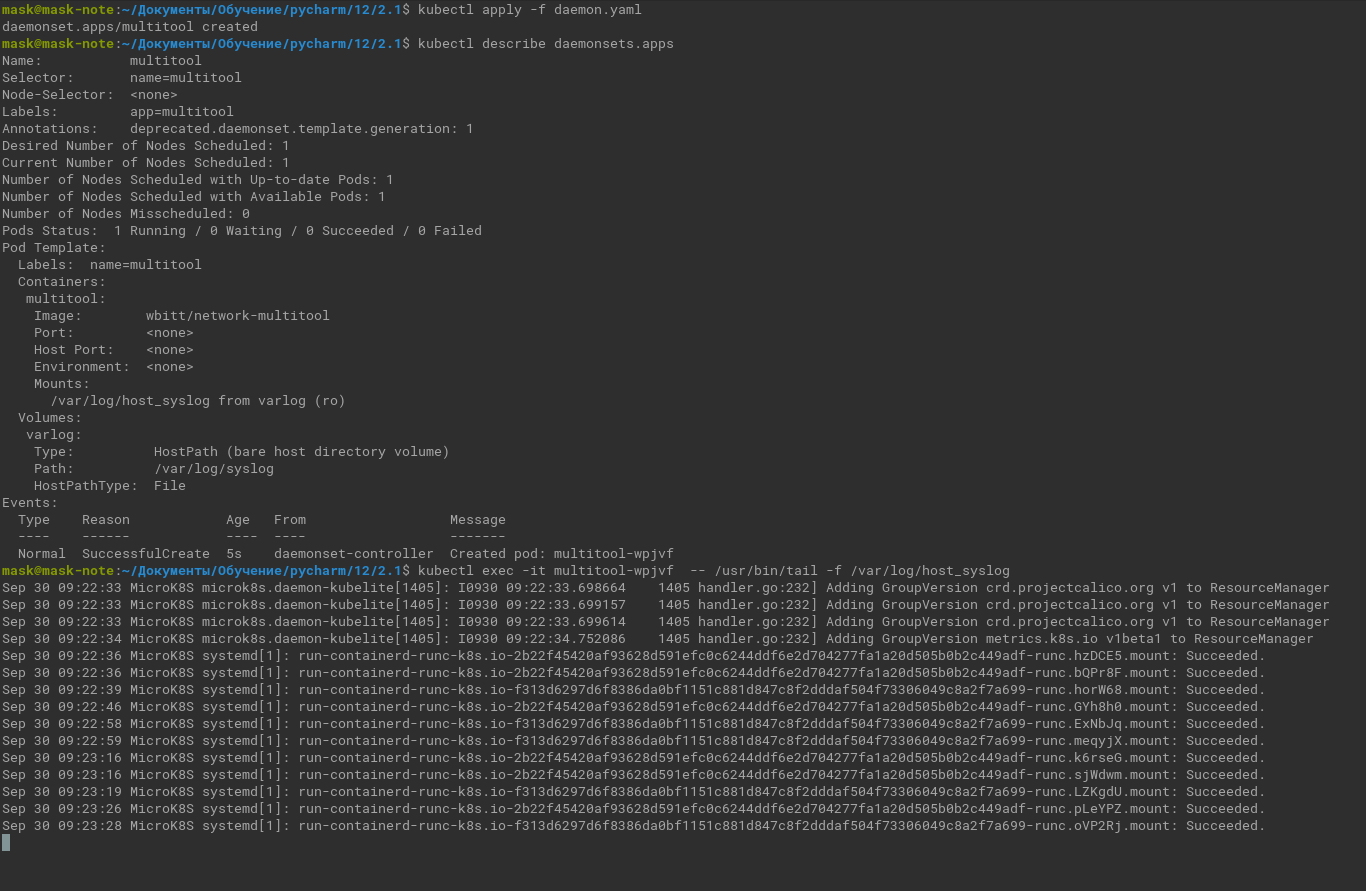 mask@mask-note:~/Документы/Обучение/pycharm/12/2.1$ kubectl apply -f daemon.yaml
daemonset.apps/multitool created
mask@mask-note:~/Документы/Обучение/pycharm/12/2.1$ kubectl describe daemonsets.apps
Name:           multitool
Selector:       name=multitool
Node-Selector:  <none>
Labels:         app=multitool
Annotations:    deprecated.daemonset.template.generation: 1
Desired Number of Nodes Scheduled: 1
Current Number of Nodes Scheduled: 1
Number of Nodes Scheduled with Up-to-date Pods: 1
Number of Nodes Scheduled with Available Pods: 1
Number of Nodes Misscheduled: 0
Pods Status:  1 Running / 0 Waiting / 0 Succeeded / 0 Failed
Pod Template:
  Labels:  name=multitool
  Containers:
   multitool:
    Image:        wbitt/network-multitool
    Port:         <none>
    Host Port:    <none>
    Environment:  <none>
    Mounts:
      /var/log/host_syslog from varlog (ro)
  Volumes:
   varlog:
    Type:          HostPath (bare host directory volume)
    Path:          /var/log/syslog
    HostPathType:  File
Events:
  Type    Reason            Age   From                  Message
  ----    ------            ----  ----                  -------
  Normal  SuccessfulCreate  5s    daemonset-controller  Created pod: multitool-wpjvf
mask@mask-note:~/Документы/Обучение/pycharm/12/2.1$ kubectl exec -it multitool-wpjvf  -- /usr/bin/tail -f /var/log/host_syslog
Sep 30 09:22:33 MicroK8S microk8s.daemon-kubelite[1405]: I0930 09:22:33.698664    1405 handler.go:232] Adding GroupVersion crd.projectcalico.org v1 to ResourceManager
Sep 30 09:22:33 MicroK8S microk8s.daemon-kubelite[1405]: I0930 09:22:33.699157    1405 handler.go:232] Adding GroupVersion crd.projectcalico.org v1 to ResourceManager
Sep 30 09:22:33 MicroK8S microk8s.daemon-kubelite[1405]: I0930 09:22:33.699614    1405 handler.go:232] Adding GroupVersion crd.projectcalico.org v1 to ResourceManager
Sep 30 09:22:34 MicroK8S microk8s.daemon-kubelite[1405]: I0930 09:22:34.752086    1405 handler.go:232] Adding GroupVersion metrics.k8s.io v1beta1 to ResourceManager
Sep 30 09:22:36 MicroK8S systemd[1]: run-containerd-runc-k8s.io-2b22f45420af93628d591efc0c6244ddf6e2d704277fa1a20d505b0b2c449adf-runc.hzDCE5.mount: Succeeded.
Sep 30 09:22:36 MicroK8S systemd[1]: run-containerd-runc-k8s.io-2b22f45420af93628d591efc0c6244ddf6e2d704277fa1a20d505b0b2c449adf-runc.bQPr8F.mount: Succeeded.
Sep 30 09:22:39 MicroK8S systemd[1]: run-containerd-runc-k8s.io-f313d6297d6f8386da0bf1151c881d847c8f2dddaf504f73306049c8a2f7a699-runc.horW68.mount: Succeeded.
Sep 30 09:22:46 MicroK8S systemd[1]: run-containerd-runc-k8s.io-2b22f45420af93628d591efc0c6244ddf6e2d704277fa1a20d505b0b2c449adf-runc.GYh8h0.mount: Succeeded.
Sep 30 09:22:58 MicroK8S systemd[1]: run-containerd-runc-k8s.io-f313d6297d6f8386da0bf1151c881d847c8f2dddaf504f73306049c8a2f7a699-runc.ExNbJq.mount: Succeeded.
Sep 30 09:22:59 MicroK8S systemd[1]: run-containerd-runc-k8s.io-f313d6297d6f8386da0bf1151c881d847c8f2dddaf504f73306049c8a2f7a699-runc.meqyjX.mount: Succeeded.
Sep 30 09:23:16 MicroK8S systemd[1]: run-containerd-runc-k8s.io-2b22f45420af93628d591efc0c6244ddf6e2d704277fa1a20d505b0b2c449adf-runc.k6rseG.mount: Succeeded.
Sep 30 09:23:16 MicroK8S systemd[1]: run-containerd-runc-k8s.io-2b22f45420af93628d591efc0c6244ddf6e2d704277fa1a20d505b0b2c449adf-runc.sjWdwm.mount: Succeeded.
Sep 30 09:23:19 MicroK8S systemd[1]: run-containerd-runc-k8s.io-f313d6297d6f8386da0bf1151c881d847c8f2dddaf504f73306049c8a2f7a699-runc.LZKgdU.mount: Succeeded.
Sep 30 09:23:26 MicroK8S systemd[1]: run-containerd-runc-k8s.io-2b22f45420af93628d591efc0c6244ddf6e2d704277fa1a20d505b0b2c449adf-runc.pLeYPZ.mount: Succeeded.
Sep 30 09:23:28 MicroK8S systemd[1]: run-containerd-runc-k8s.io-f313d6297d6f8386da0bf1151c881d847c8f2dddaf504f73306049c8a2f7a699-runc.oVP2Rj.mount: Succeeded.